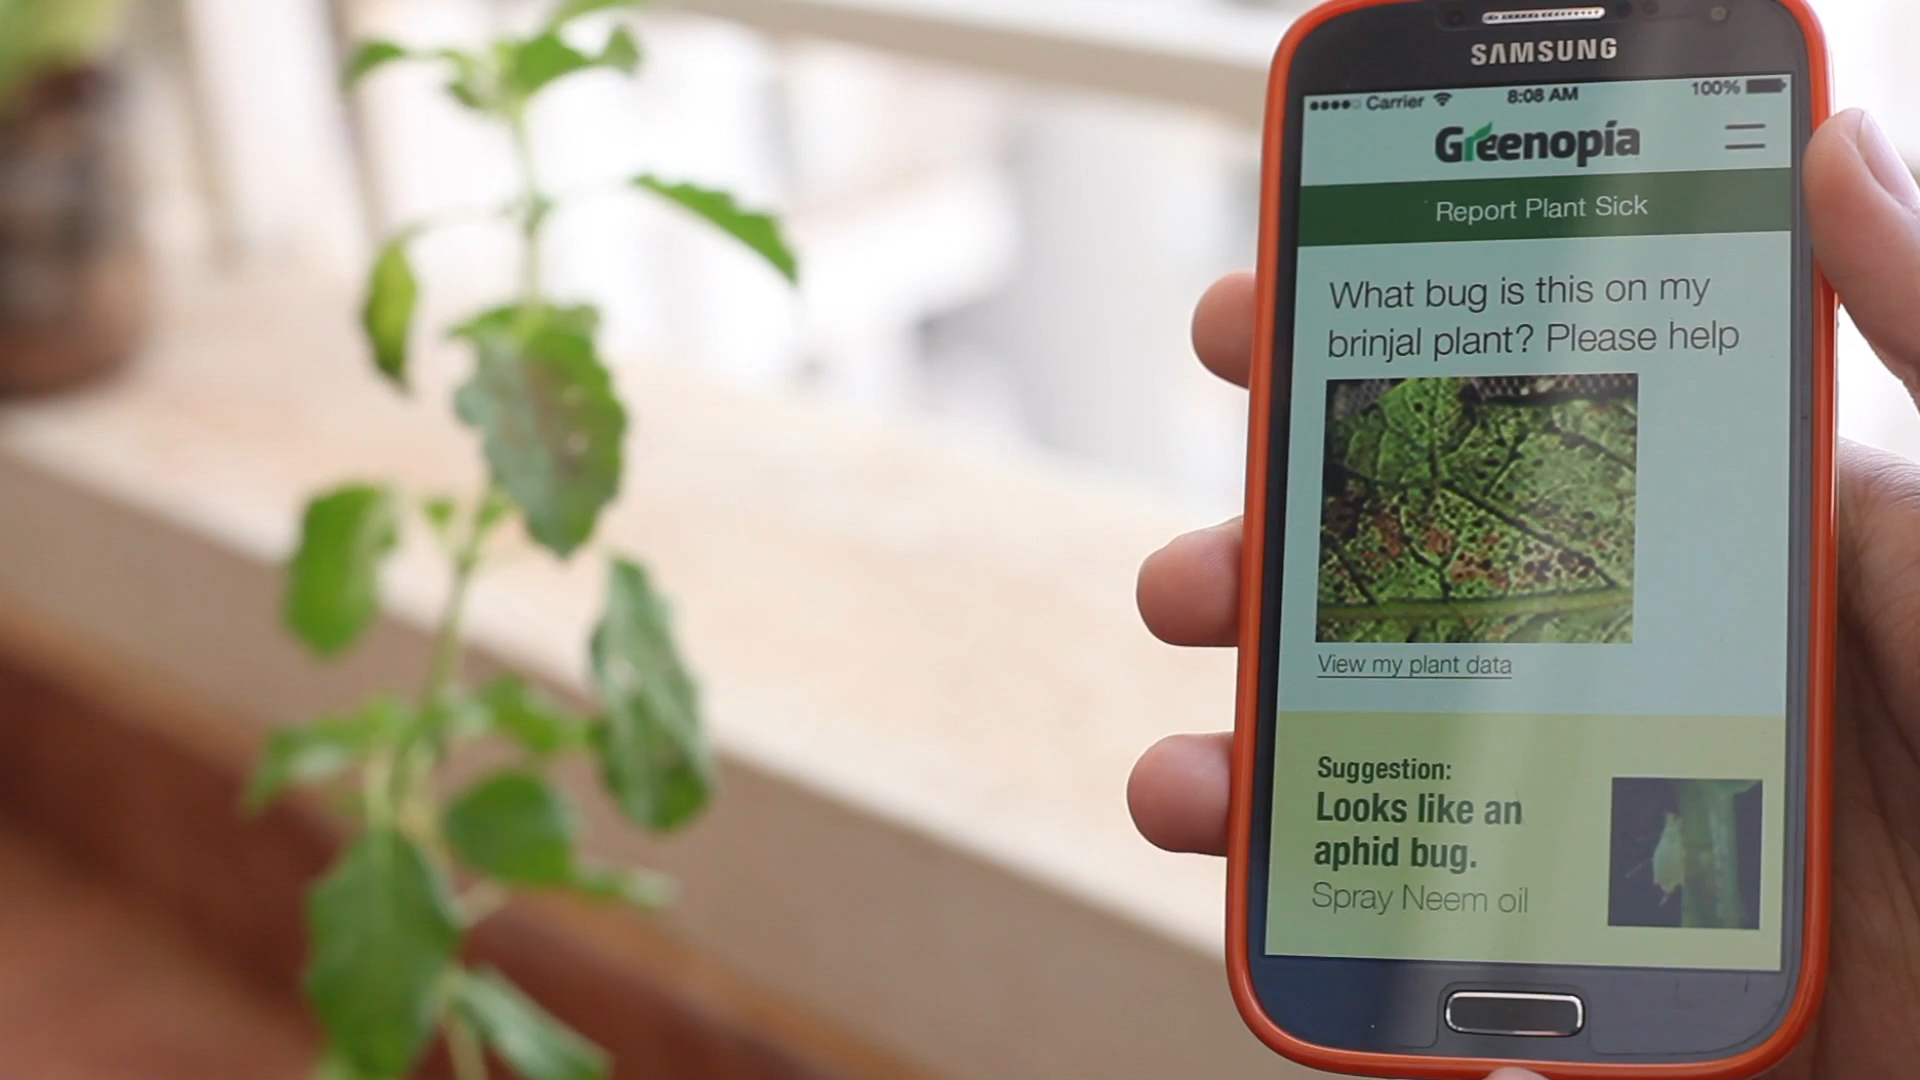 SAMSUNG
Carrier 8:08 AM 100%
Greenopia
Report Plant Sick
What bug is this on my
brinjal plant? Please help
View my plant data
Suggestion:
Looks like an
aphid bug.
Spray Neem oil